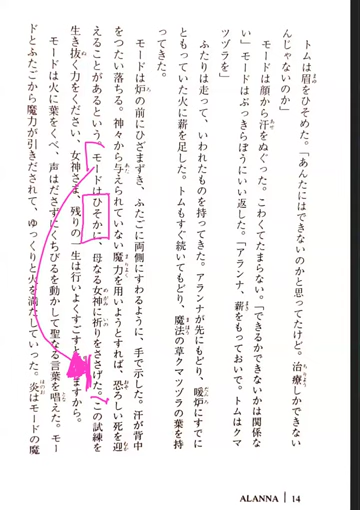 トムは眉をひそめた。「あんたにはできないのかと思ってたけど。治療しかできない
んじゃないのか」
モードは顔から汗をぬぐった。こわくてたまらない。「できるかできないかは関係な
い」モードはぶっきらぼうにいい返した。「アランナ、薪をもっておいで。トムはクマ
ツヅラを」
ふたりは走って、いわれたものを持ってきた。アランナが先にもどり、暖炉にすでに
ともっていた火に薪を足した。トムもすぐ続いてもどり、魔法の草クマツヅラの葉を持
ってきた。
モードは炉の前にひざまずき、ふたごに両側にすわるように、手で示した。汗が背中
をつたい落ちる。神々から与えられていない魔力を用いようとすれば、恐ろしい死を迎
えることがあるという。モードはひそかに、母なる女神に祈りをささげた。この試練を
生き抜く力をください、女神さま、残りの一生は行いよくすごすと ますから。
モードは火に葉をくべ、声はださずにくちびるを動かして聖なる言葉を唱えた。モー
ドとふたごから魔力が引きだされて、ゆっくりと火を満たしていった。炎はモードの魔
ALANNA 14